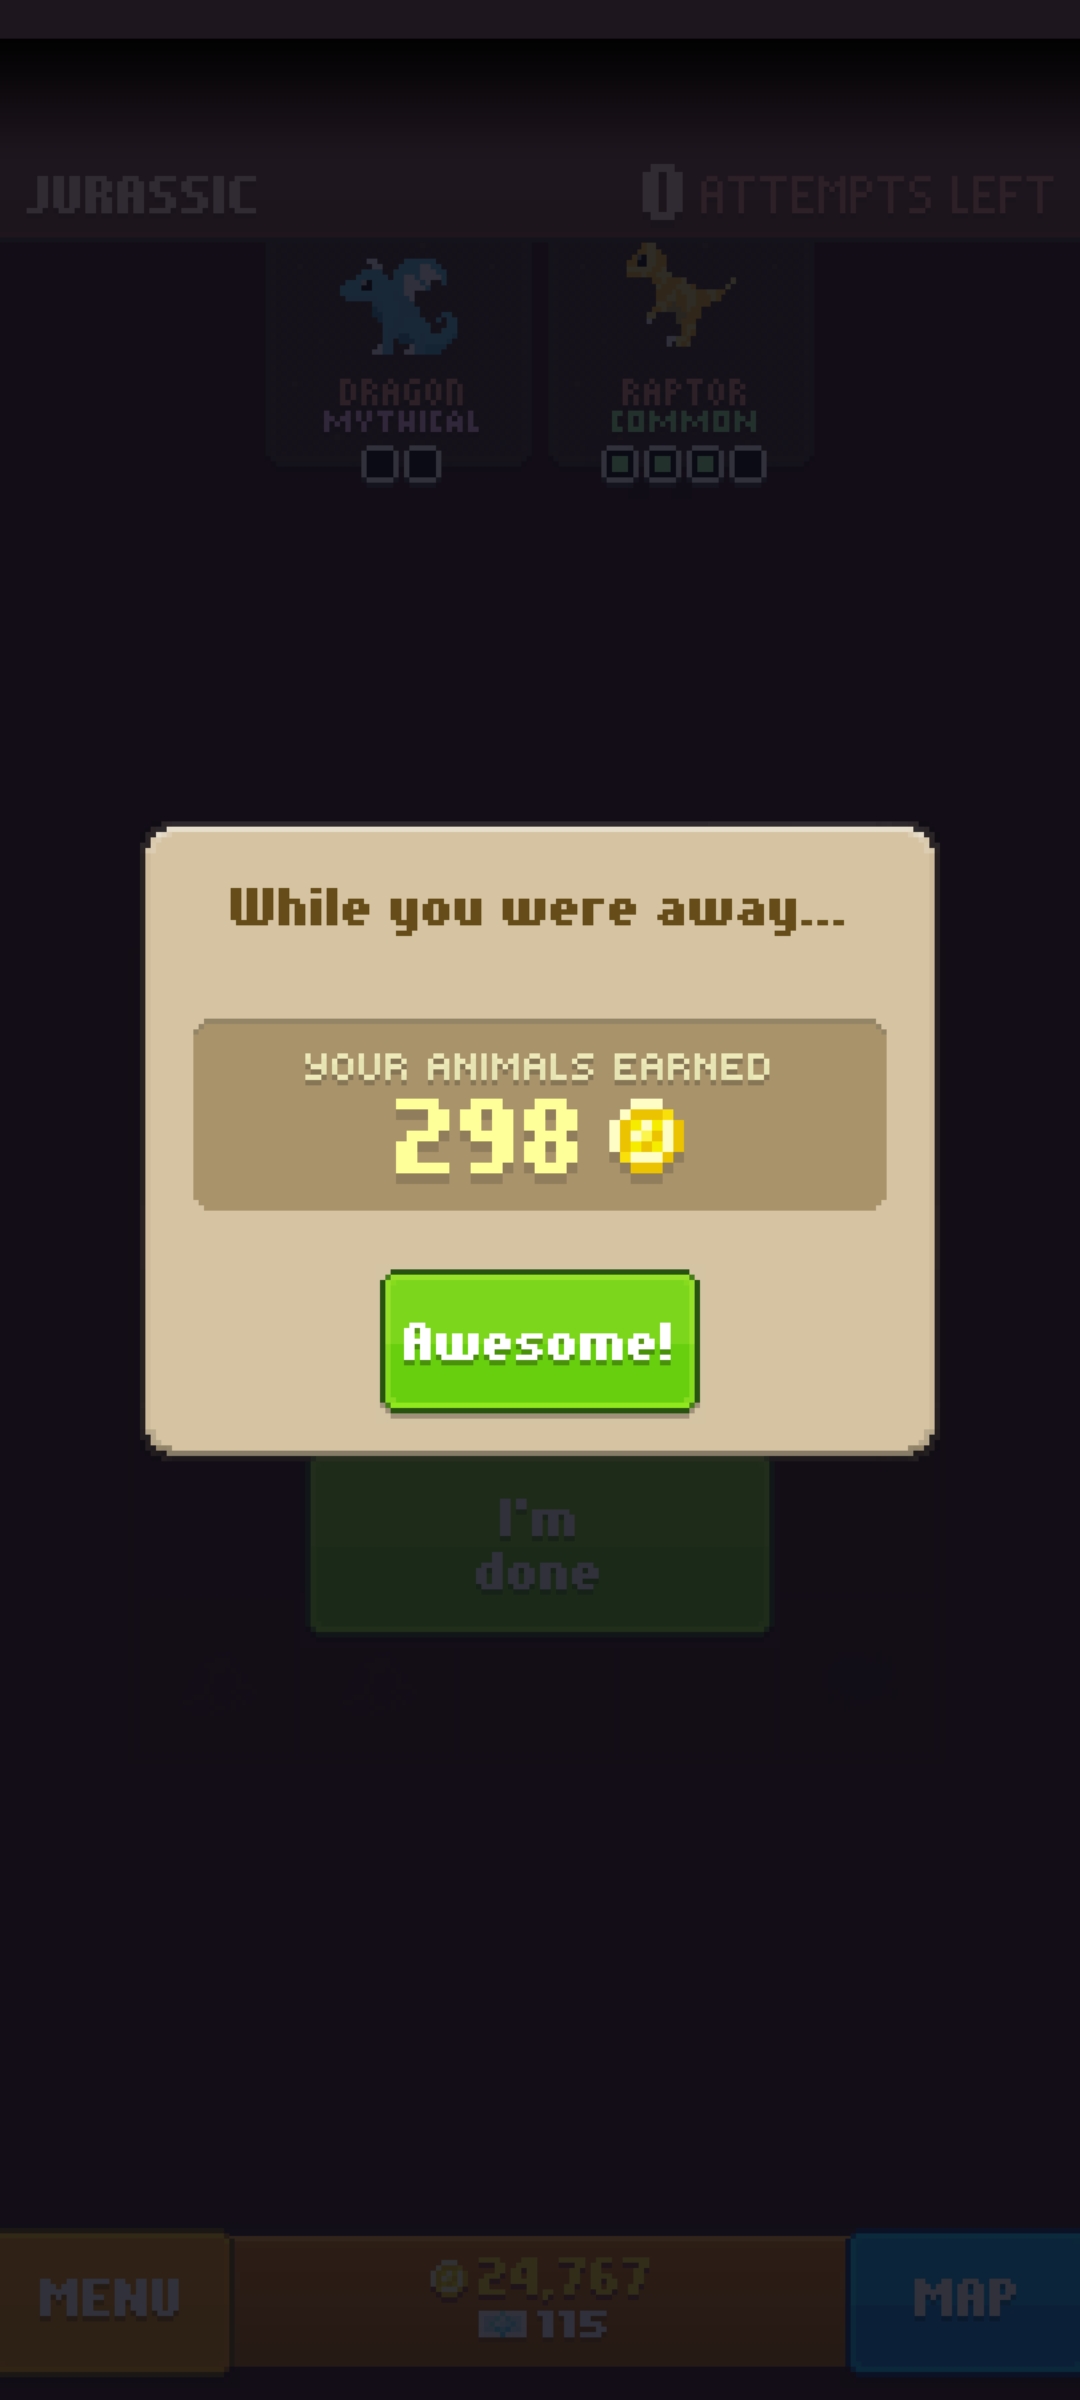 JURASSIC
0 ATTEMPTS LEFT
DRAGON
MYTHICAL
RAPTOR
COMMON
While you were away...
YOUR ANIMALS EARNED
298
Awesome!
I'm
done
MENU
24,767
115
MAP